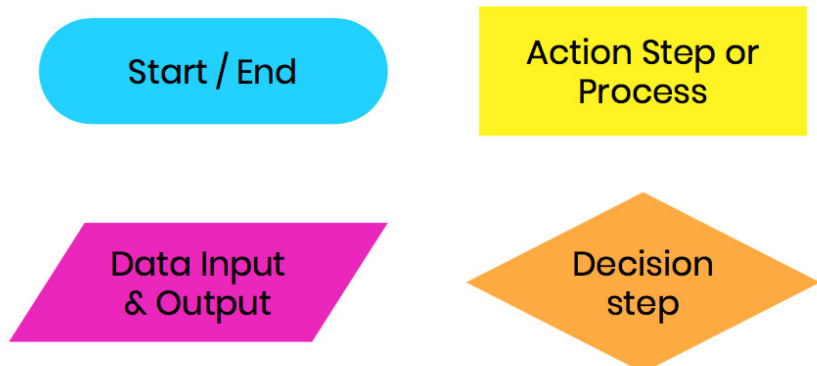 Start / End
Action Step or
Process
Data Input
& Output
Decision
step